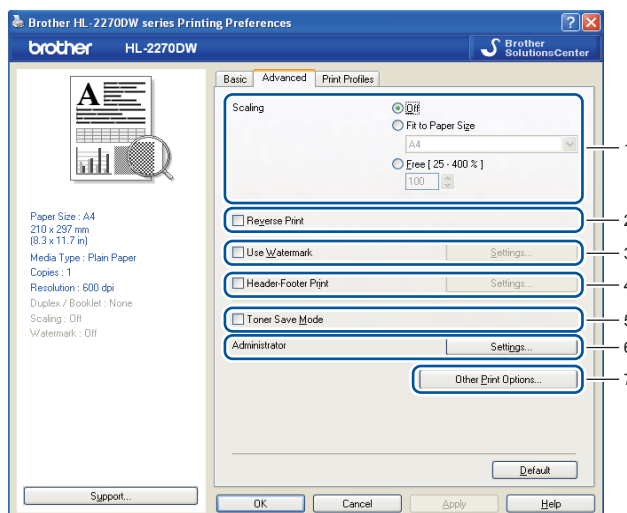 Brother HL-2270DW series Printing Preferences
brother HL-2270DW
Brother
SolutionsCenter
Basic Advanced Print Profiles
A
Paper Size : A4
210 x 297 mm
(8.3 x 11.7 in)
Media Type : Plain Paper
Copies : 1
Resolution : 600 dpi
Duplex / Booklet : None
Scaling : Off
Watermark : Off
Support...
Scaling
Off
Fit to Paper Size
A4
Free [ 25 - 400 % ]
100
1
Reverse Print
2
Use Watermark Settings...
3
Header-Footer Print Settings...
4
Toner Save Mode
5
Administrator Settings...
6
Other Print Options...
7
Default
OK Cancel Apply Help